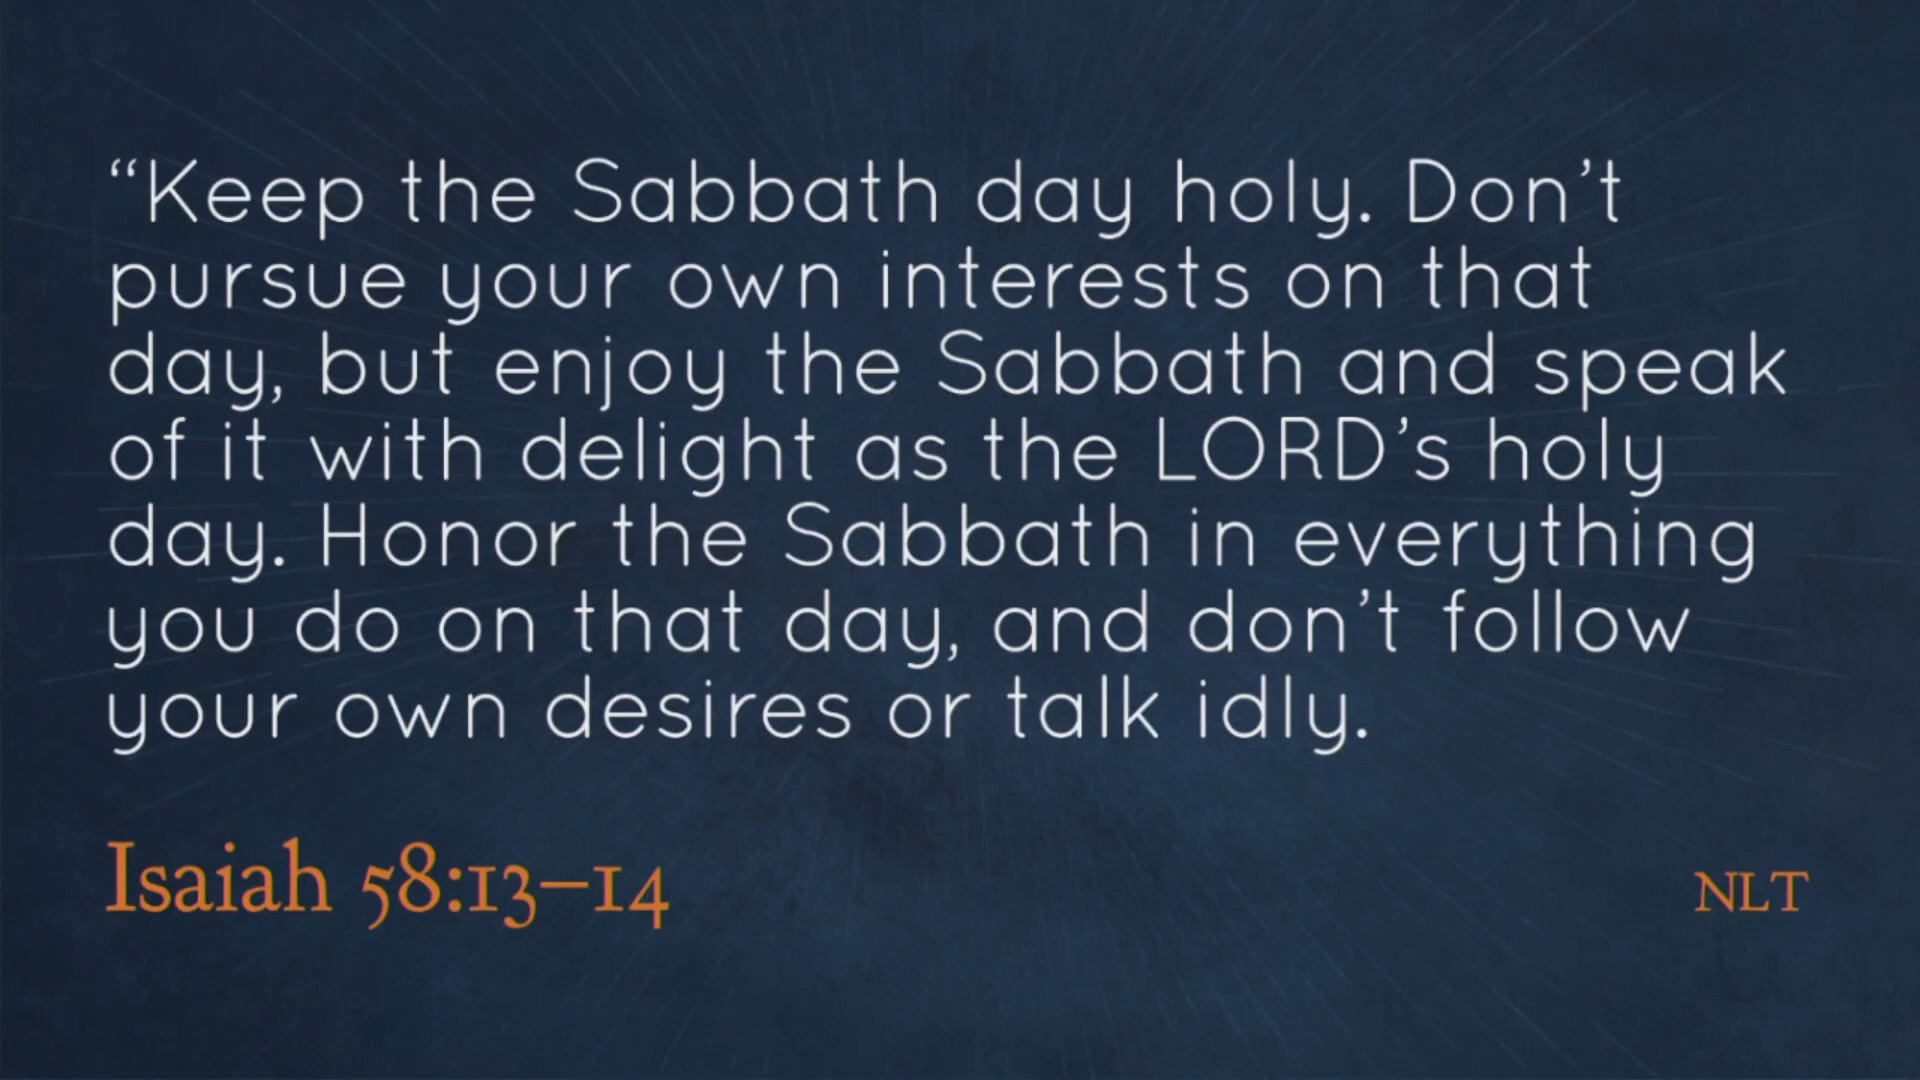 “Keep the Sabbath day holy. Don’t
pursue your own interests on that
day, but enjoy the Sabbath and speak
of it with delight as the LORD’s holy
day. Honor the Sabbath in everything
you do on that day, and don’t follow
your own desires or talk idly.
Isaiah 58:13–14
NLT